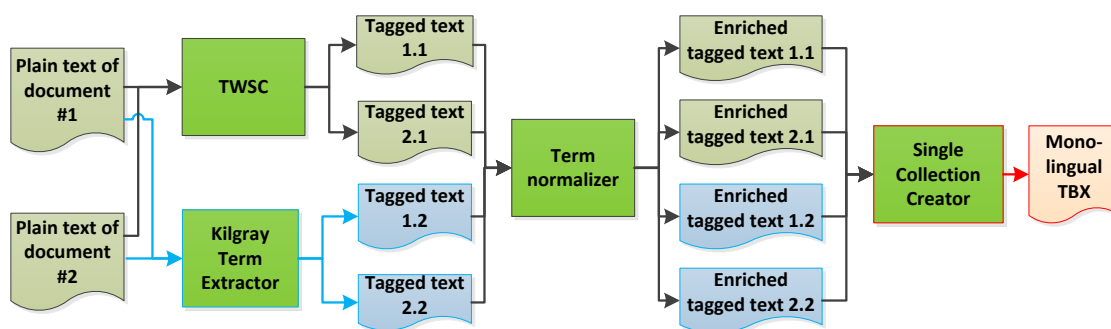 Plain text of
document
#1
Plain text of
document
#2
TWSC
Kilgray
Term
Extractor
Tagged text
1.1
Tagged text
2.1
Tagged text
1.2
Tagged text
2.2
Term
normalizer
Enriched
tagged text 1.1
Enriched
tagged text 2.1
Enriched
tagged text 1.2
Enriched
tagged text 2.2
Single
Collection
Creator
Mono-
lingual
TBX